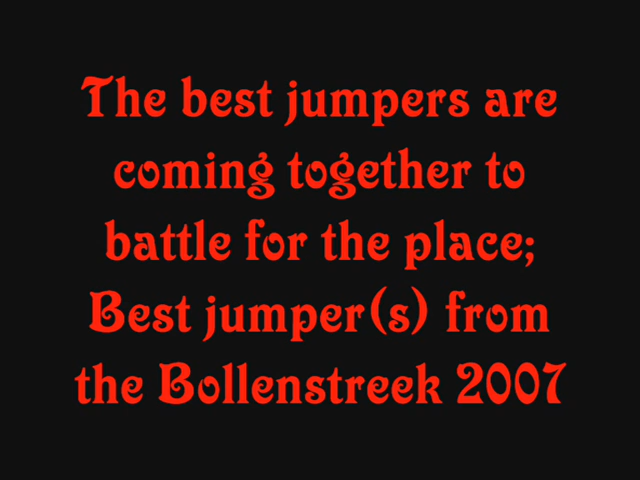 The best jumpers are
coming together to
battle for the place;
Best jumper(s) from
the Bollenstreek 2007